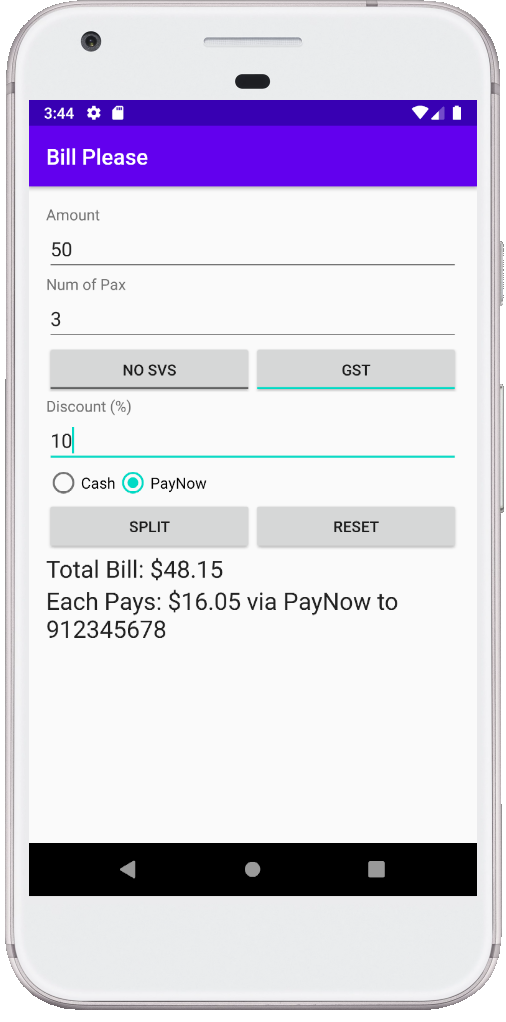 3:44
Bill Please
Amount
50
Num of Pax
3
NO SVS GST
Discount (%)
10
Cash PayNow
SPLIT RESET
Total Bill: $48.15
Each Pays: $16.05 via PayNow to
912345678